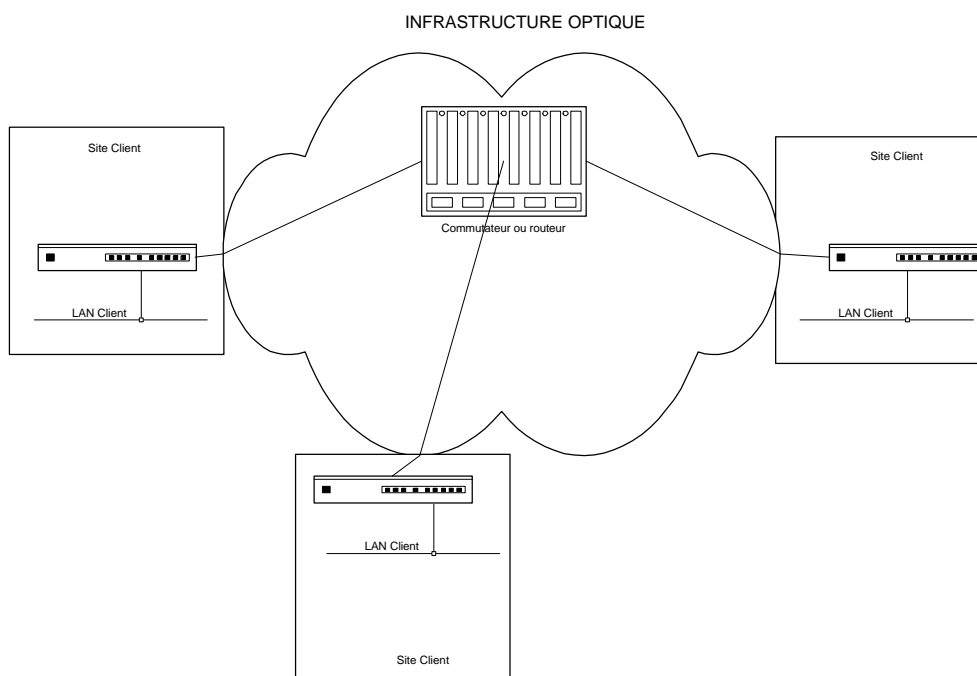 INFRASTRUCTURE OPTIQUE
Site Client
Site Client
Commutateur ou routeur
LAN Client
LAN Client
LAN Client
Site Client